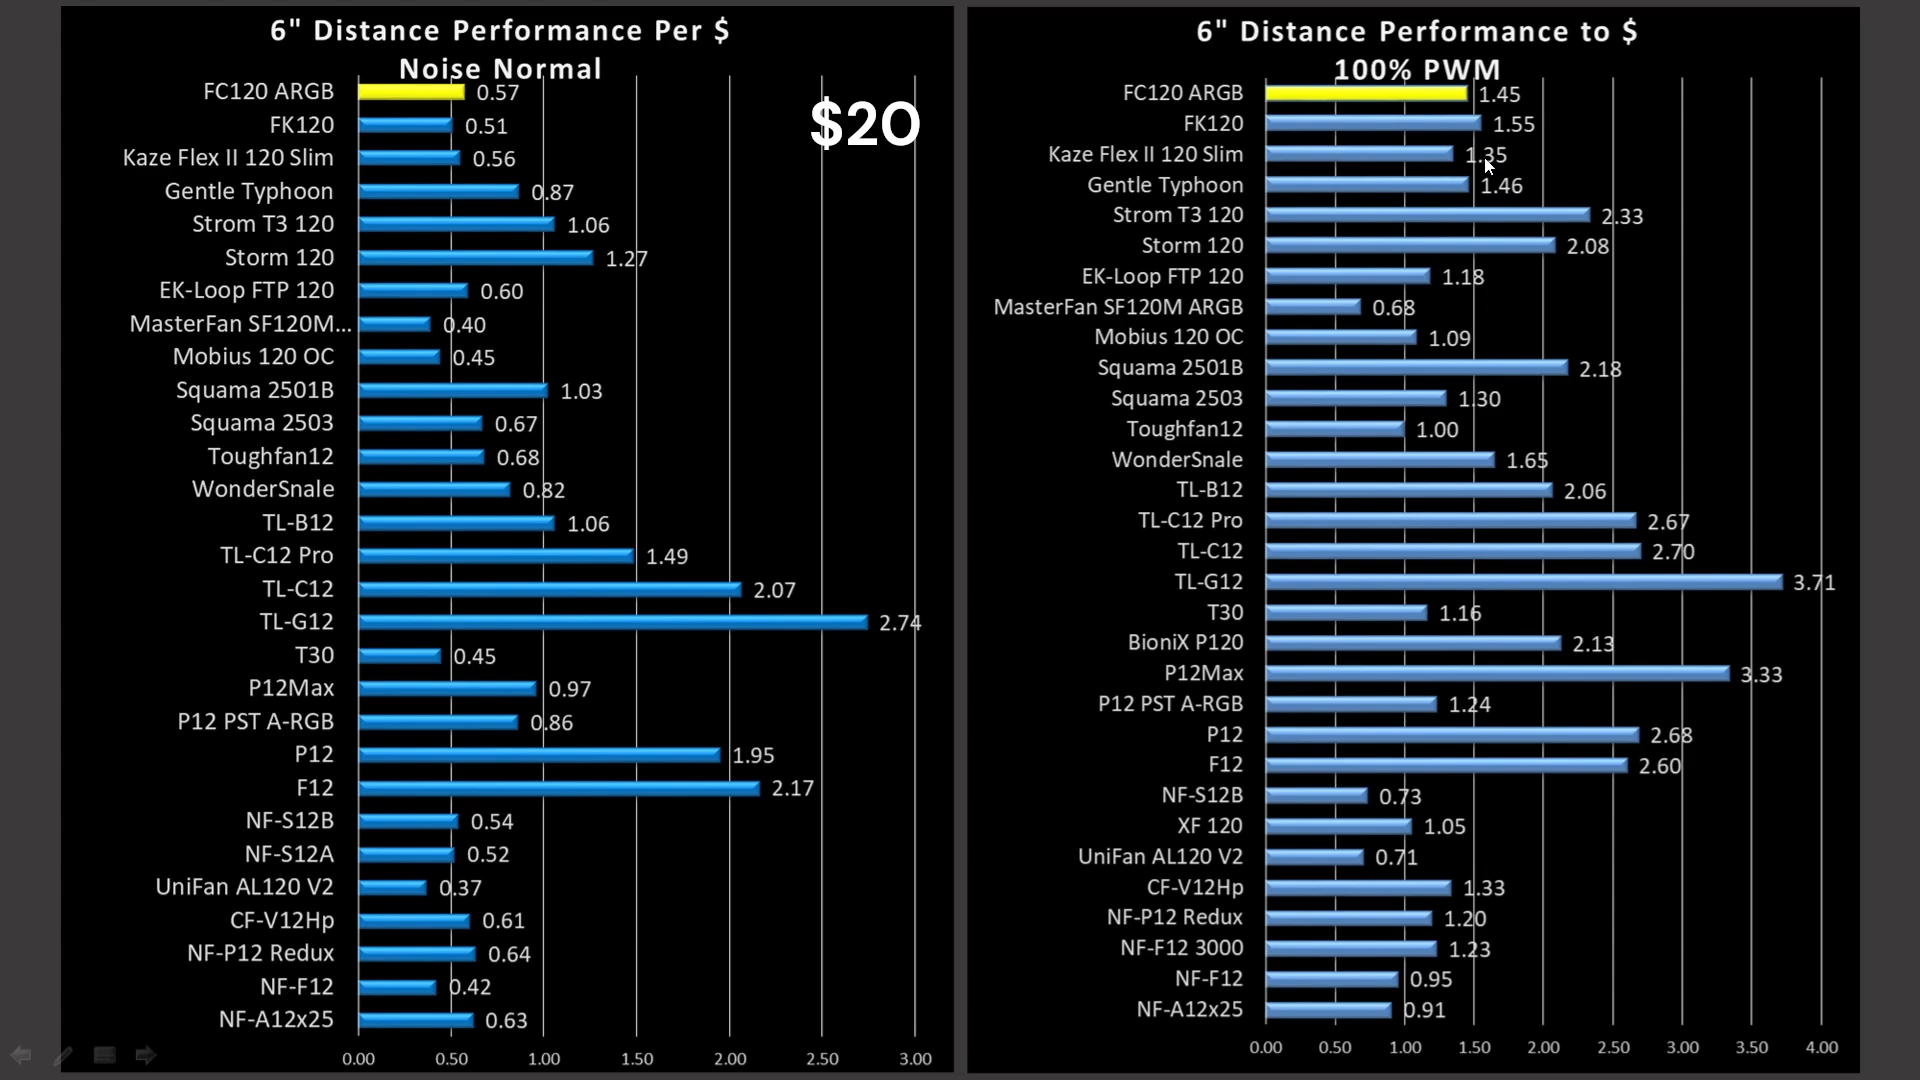 6" Distance Performance Per $
Noise Normal
$20
FC120 ARGB 0.57
FK120 0.51
Kaze Flex II 120 Slim 0.56
Gentle Typhoon 0.87
Strom T3 120 1.06
Storm 120 1.27
EK-Loop FTP 120 0.60
MasterFan SF120M... 0.40
Mobius 120 OC 0.45
Squama 2501B 1.03
Squama 2503 0.67
Toughfan12 0.68
WonderSnale 0.82
TL-B12 1.06
TL-C12 Pro 1.49
TL-C12 2.07
TL-G12 2.74
T30 0.45
P12Max 0.97
P12 PST A-RGB 0.86
P12 1.95
F12 2.17
NF-S12B 0.54
NF-S12A 0.52
UniFan AL120 V2 0.37
CF-V12Hp 0.61
NF-P12 Redux 0.64
NF-F12 0.42
NF-A12x25 0.63
0.00 0.50 1.00 1.50 2.00 2.50 3.00
6" Distance Performance to $
100% PWM
FC120 ARGB 1.45
FK120 1.55
Kaze Flex II 120 Slim 1.35
Gentle Typhoon 1.46
Strom T3 120 2.33
Storm 120 2.08
EK-Loop FTP 120 1.18
MasterFan SF120M ARGB 0.68
Mobius 120 OC 1.09
Squama 2501B 2.18
Squama 2503 1.30
Toughfan12 1.00
WonderSnale 1.65
TL-B12 2.06
TL-C12 Pro 2.67
TL-C12 2.70
TL-G12 3.71
T30 1.16
BioniX P120 2.13
P12Max 3.33
P12 PST A-RGB 1.24
P12 2.68
F12 2.60
NF-S12B 0.73
XF 120 1.05
UniFan AL120 V2 0.71
CF-V12Hp 1.33
NF-P12 Redux 1.20
NF-F12 3000 1.23
NF-F12 0.95
NF-A12x25 0.91
0.00 0.50 1.00 1.50 2.00 2.50 3.00 3.50 4.00